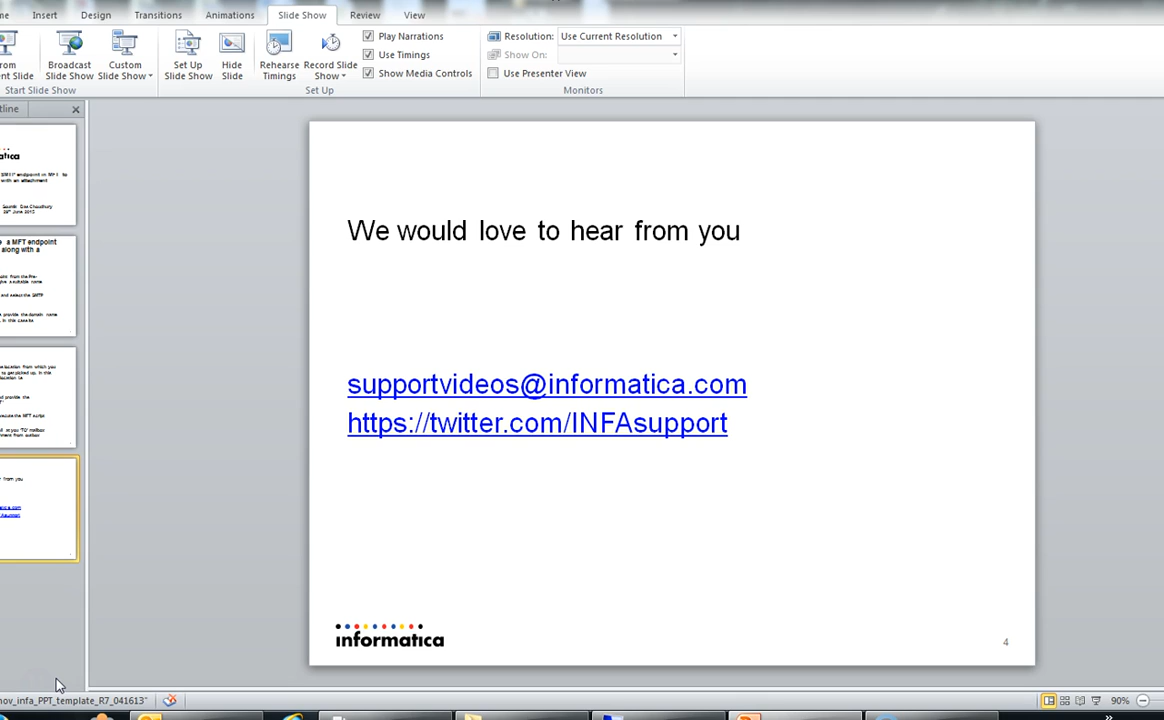 Insert Design Transitions Animations Slide Show Review View
Broadcast Slide Show
Custom Slide Show
Set Up Slide Show
Hide Slide
Rehearse Timings
Record Slide Show
Play Narrations
Use Timings
Show Media Controls
Resolution: Use Current Resolution
Show On:
Use Presenter View
Start Slide Show
Set Up
Monitors
We would love to hear from you
supportvideos@informatica.com
https://twitter.com/INFAsupport
informatica
4
nov_infa_PPT_template_R7_041613"
90%